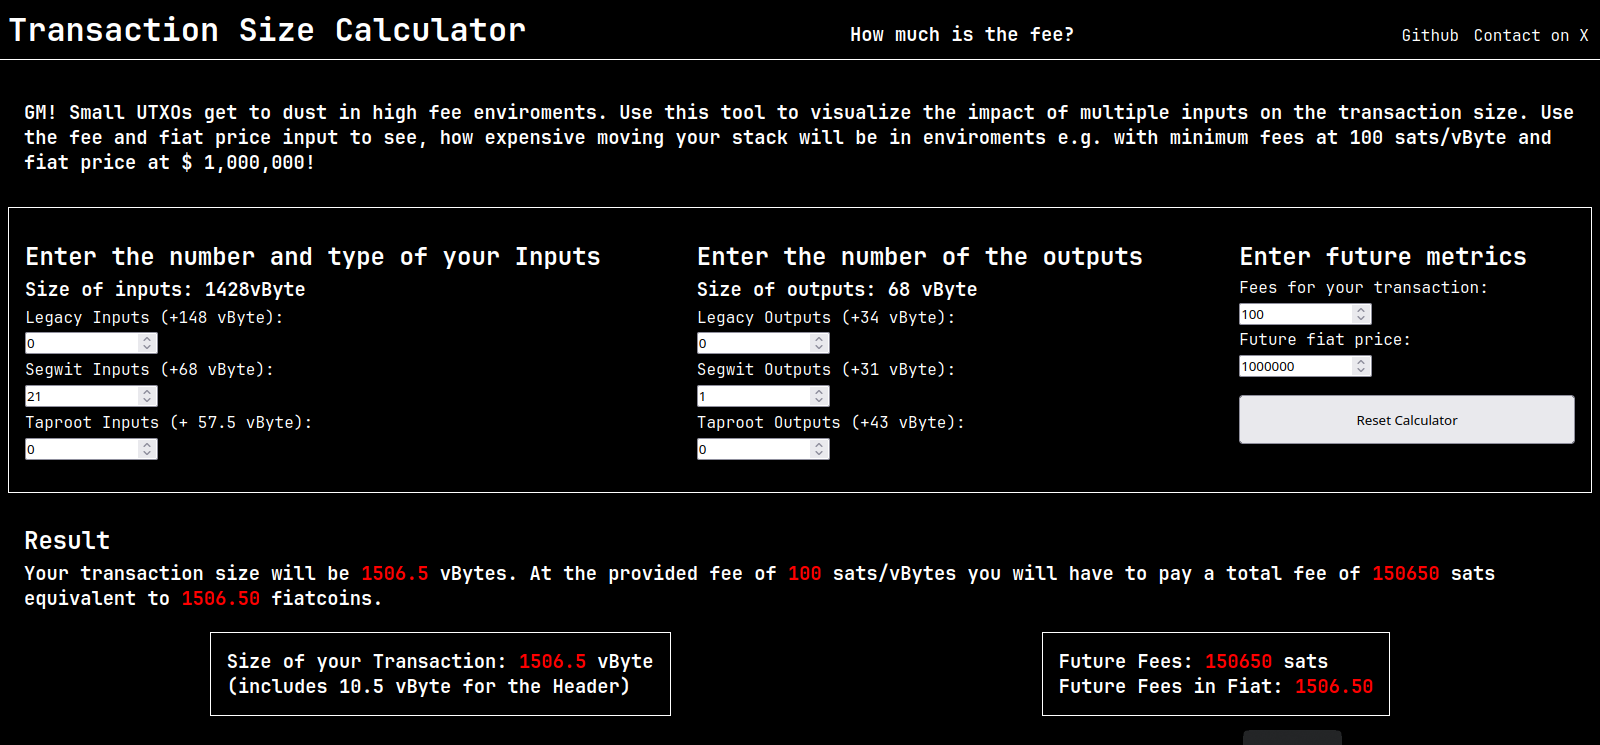 Transaction Size Calculator
How much is the fee?
Github Contact on X
GM! Small UTXOs get to dust in high fee enviroments. Use this tool to visualize the impact of multiple inputs on the transaction size. Use
the fee and fiat price input to see, how expensive moving your stack will be in enviroments e.g. with minimum fees at 100 sats/vByte and
fiat price at $ 1,000,000!
Enter the number and type of your Inputs
Size of inputs: 1428vByte
Legacy Inputs (+148 vByte):
0
Segwit Inputs (+68 vByte):
21
Taproot Inputs (+ 57.5 vByte):
0
Enter the number of the outputs
Size of outputs: 68 vByte
Legacy Outputs (+34 vByte):
0
Segwit Outputs (+31 vByte):
1
Taproot Outputs (+43 vByte):
0
Enter future metrics
Fees for your transaction:
100
Future fiat price:
1000000
Reset Calculator
Result
Your transaction size will be 1506.5 vBytes. At the provided fee of 100 sats/vBytes you will have to pay a total fee of 150650 sats
equivalent to 1506.50 fiatcoins.
Size of your Transaction: 1506.5 vByte
(includes 10.5 vByte for the Header)
Future Fees: 150650 sats
Future Fees in Fiat: 1506.50